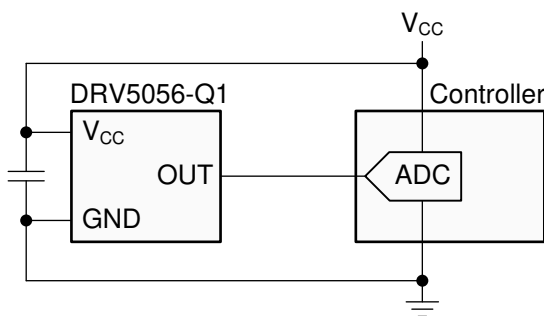 VCC
DRV5056-Q1
Controller
VCC
OUT
ADC
GND